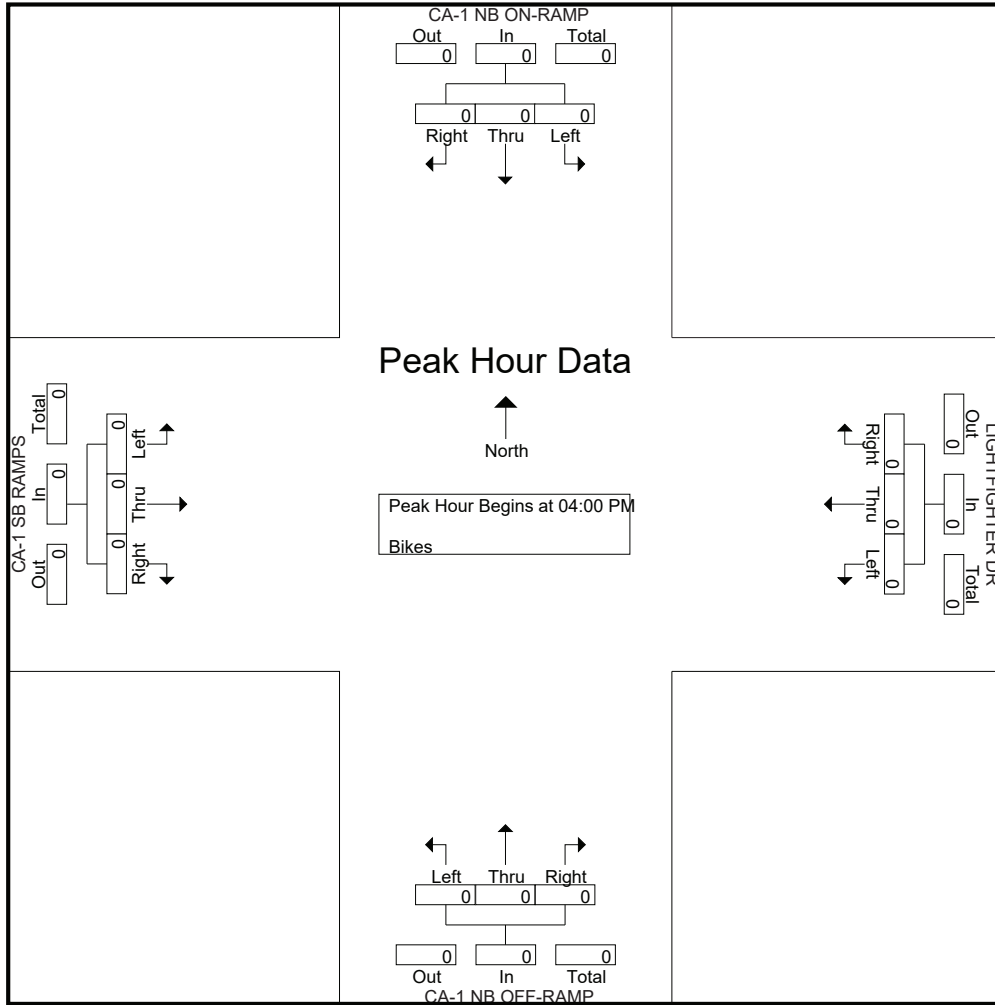 CA-1 NB ON-RAMP
Out In Total
0 0 0
0 0 0
Right Thru Left
Peak Hour Data
North
Peak Hour Begins at 04:00 PM
Bikes
CA-1 SB RAMPS
Out In Total
0 0 0
0 0 0
Right Thru Left
LIGHTFIGHTER DR
Out In Total
0 0 0
0 0 0
Right Thru Left
Left Thru Right
0 0 0
0 0 0
Out In Total
CA-1 NB OFF-RAMP